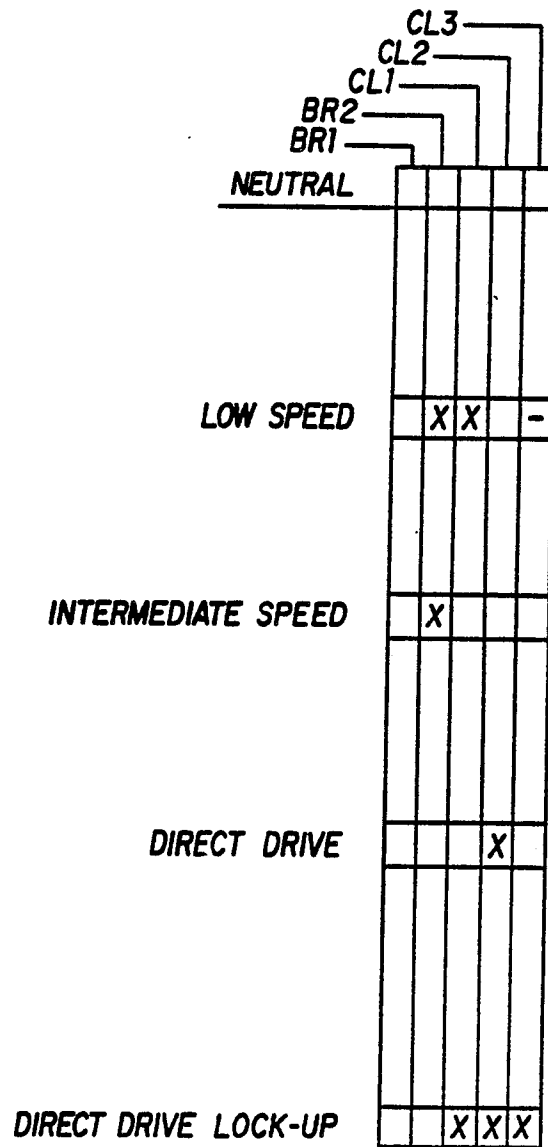 CL3
CL2
CL1
BR2
BR1
NEUTRAL
LOW SPEED X X -
INTERMEDIATE SPEED X
DIRECT DRIVE X
DIRECT DRIVE LOCK-UP X X X